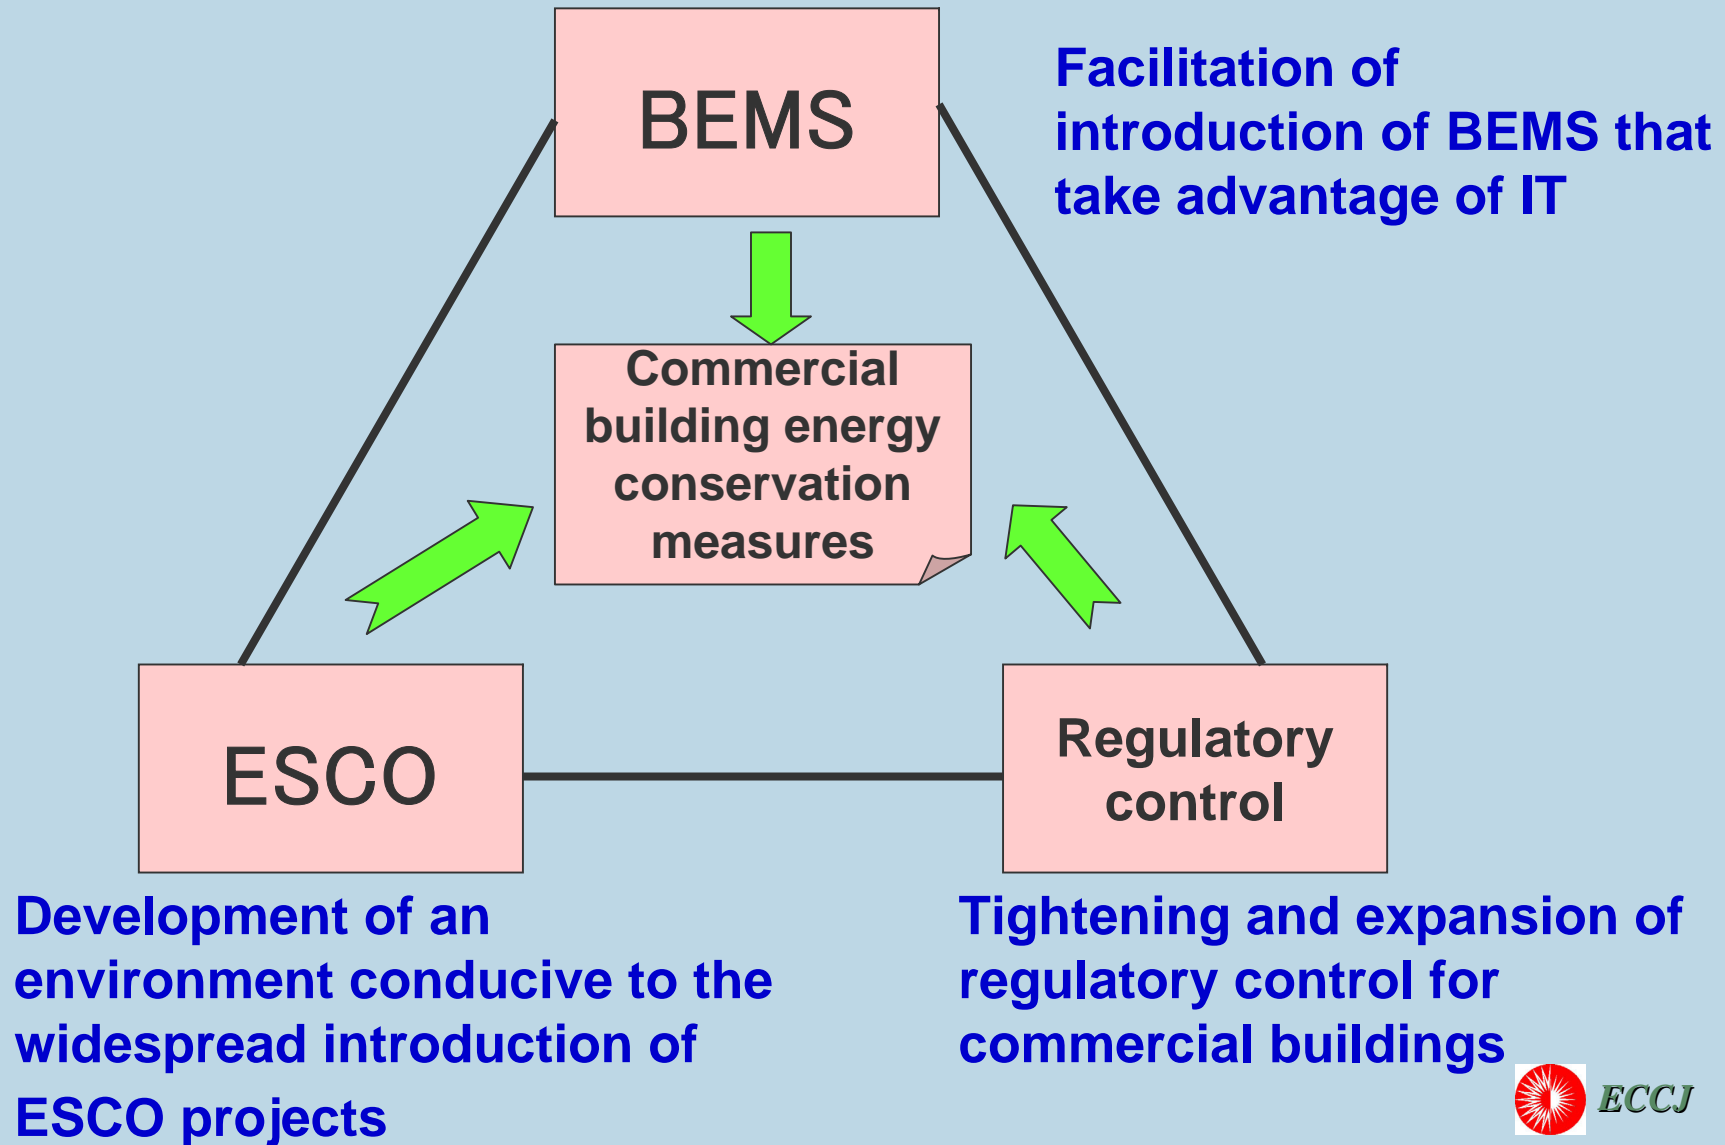 BEMS
Facilitation of
introduction of BEMS that
take advantage of IT
Commercial
building energy
conservation
measures
ESCO
Regulatory
control
Development of an
environment conducive to the
widespread introduction of
ESCO projects
Tightening and expansion of
regulatory control for
commercial buildings
ECCJ